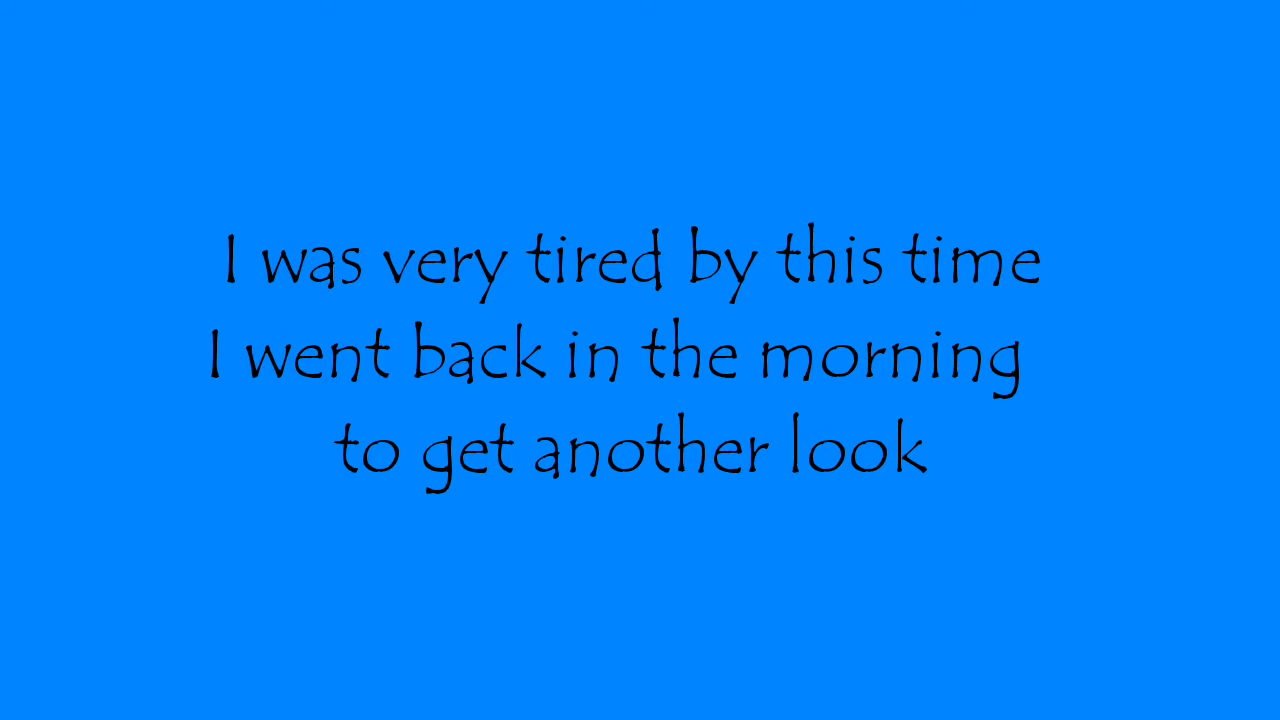 I was very tired by this time
I went back in the morning
to get another look